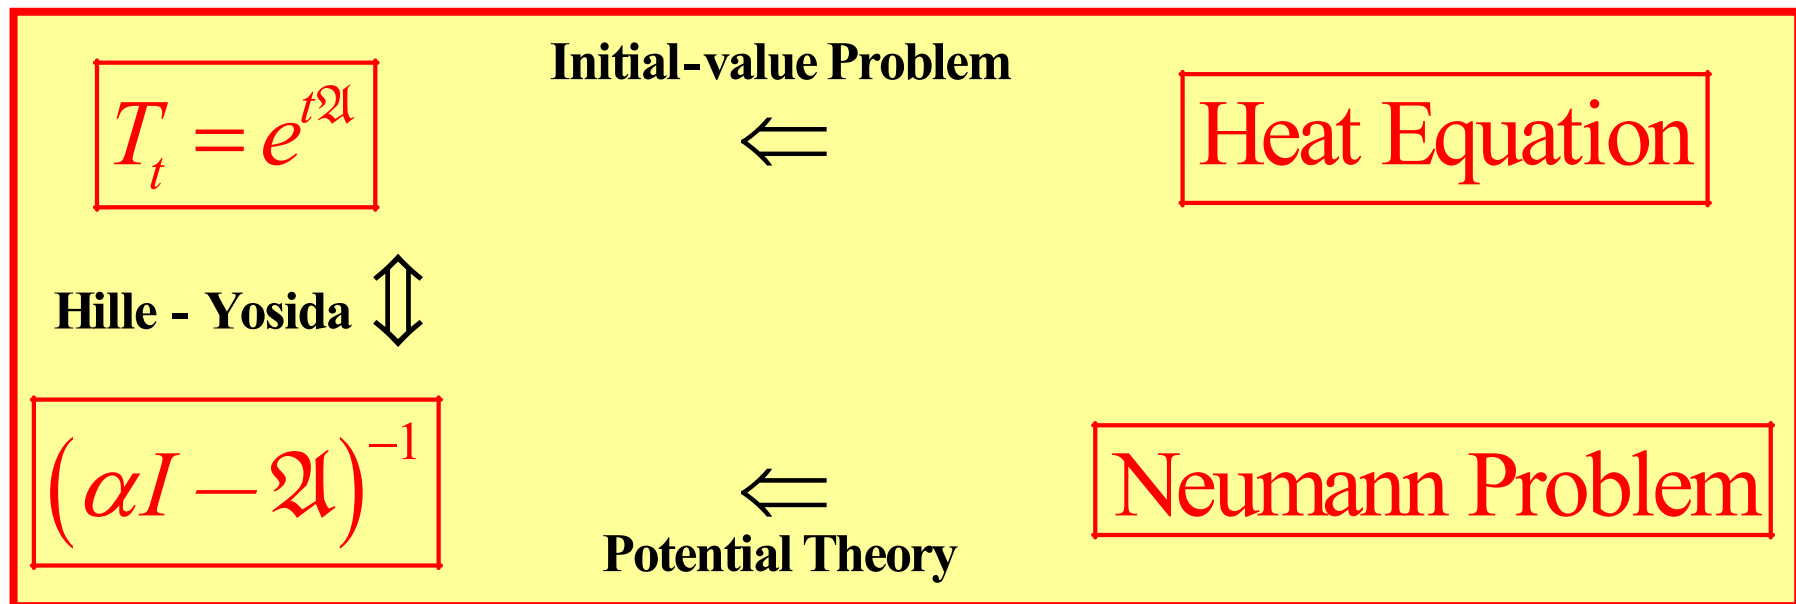 Initial-value Problem
T_t = e^{t𝔄}
⇐
Heat Equation
Hille - Yosida ⇕
(αI − 𝔄)^{−1}
⇐
Neumann Problem
Potential Theory